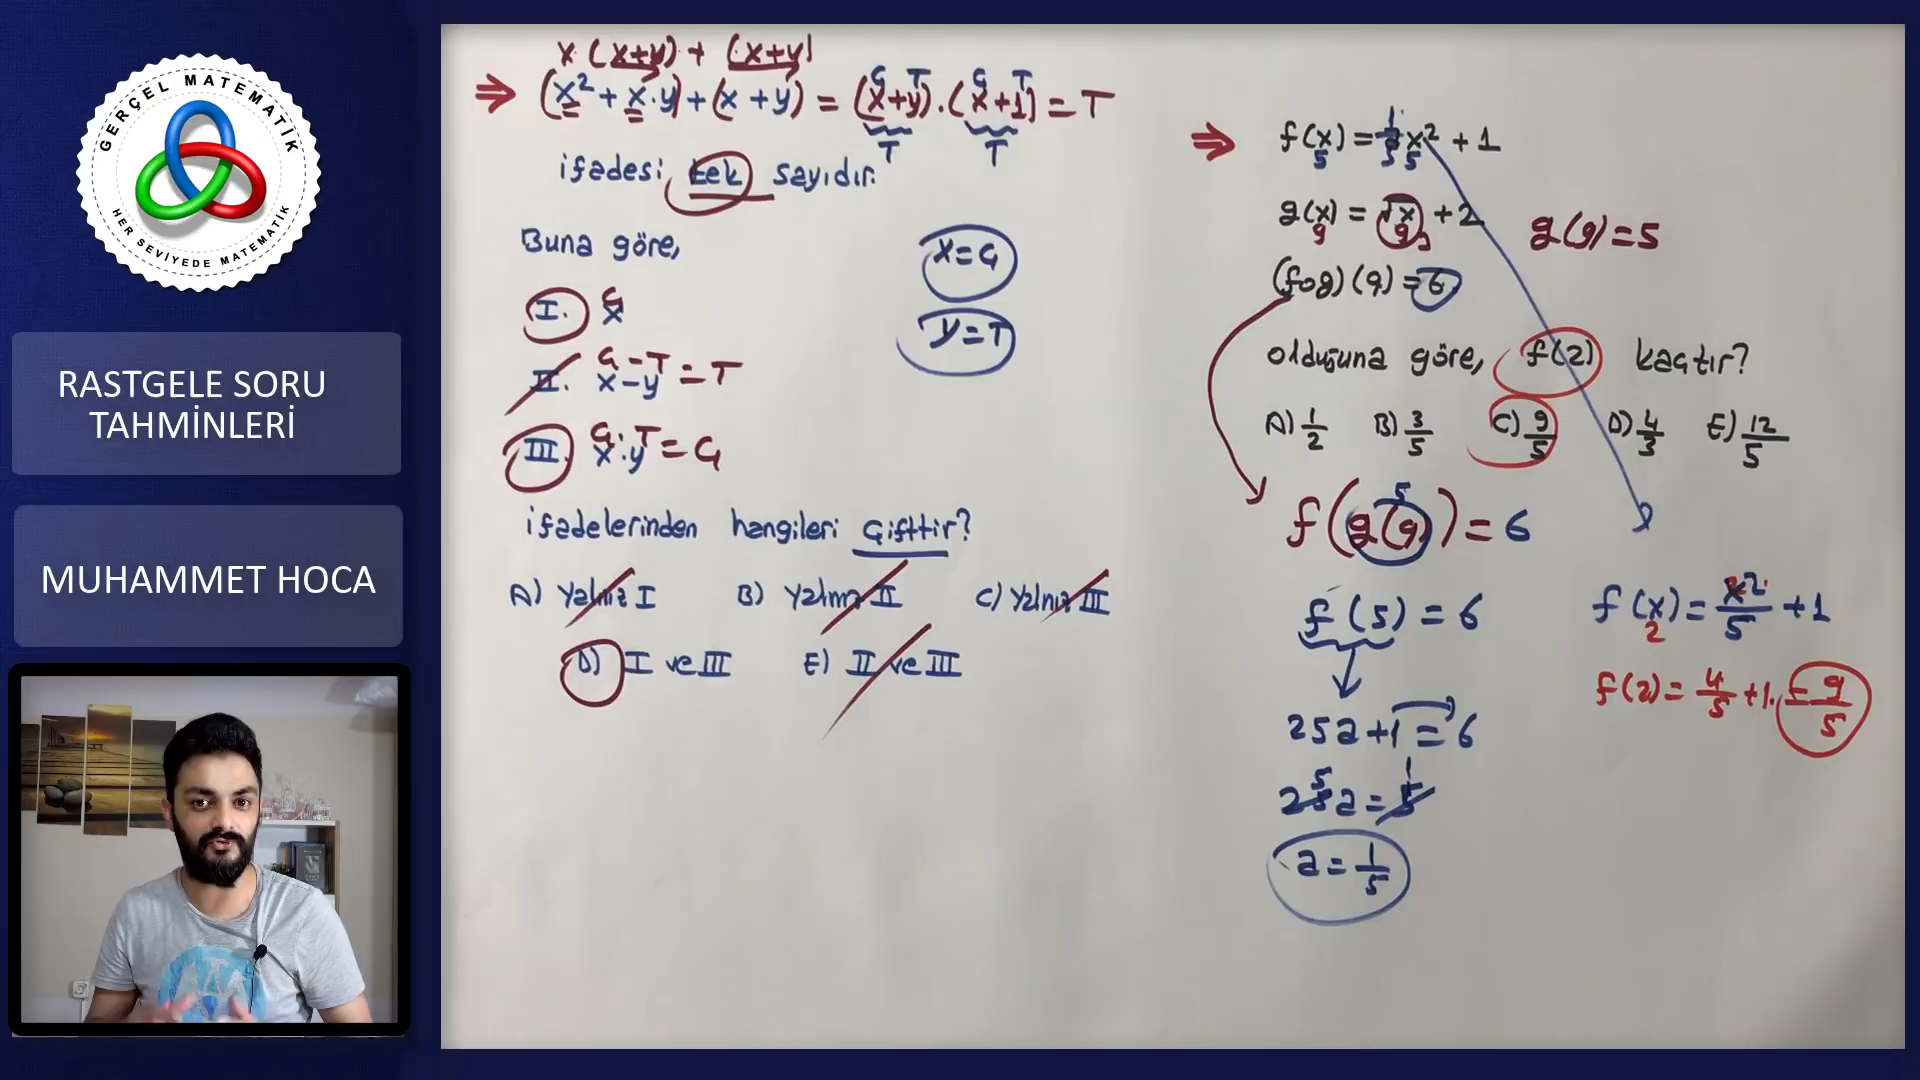 GERÇEL MATEMATİK
HER SEVİYEDE MATEMATİK
RASTGELE SORU
TAHMİNLERİ
MUHAMMET HOCA
x. (x+y) + (x+y)
⇒ (x² + x.y) + (x + y) = (x+y).(x+1) = T
Ç T Ç T
T T
ifadesi tek sayıdır.
Buna göre,
x=Ç
y=T
I. x
Ç
II. x-y = T
Ç - T
III. x.y = Ç
Ç . T
ifadelerinden hangileri çifttir?
A) Yalnız I B) Yalnız II C) Yalnız III
D) I ve III E) II ve III
⇒ f(x) = x² + 1
g(x) = √x + 2
g(9) = 5
(fog)(9) = 6
olduğuna göre, f(2) kaçtır?
A) 1/2 B) 3/5 C) 9/5 D) 4/3 E) 12/5
f(g(9)) = 6
5
f(5) = 6
25a+1 = 6
25a = 5
a = 1/5
f(x) = x²/5 + 1
2
f(2) = 4/5 + 1 = 9/5